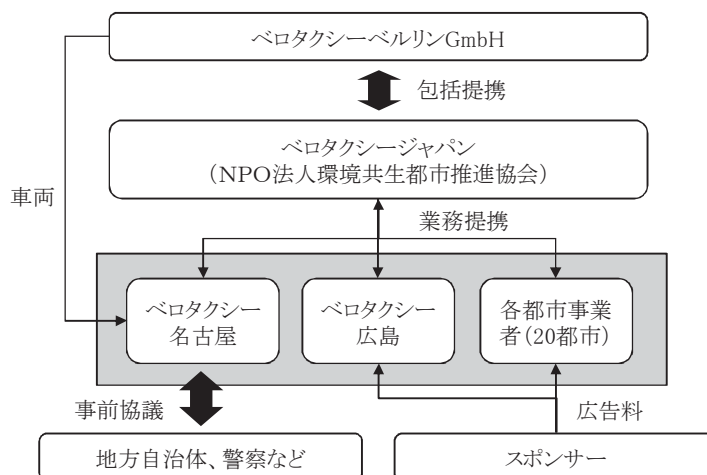 ベロタクシーベルリンGmbH
包括提携
ベロタクシージャパン
（NPO法人環境共生都市推進協会）
車両
業務提携
ベロタクシー
名古屋
ベロタクシー
広島
各都市事業
者（20都市）
事前協議
広告料
地方自治体、警察など
スポンサー